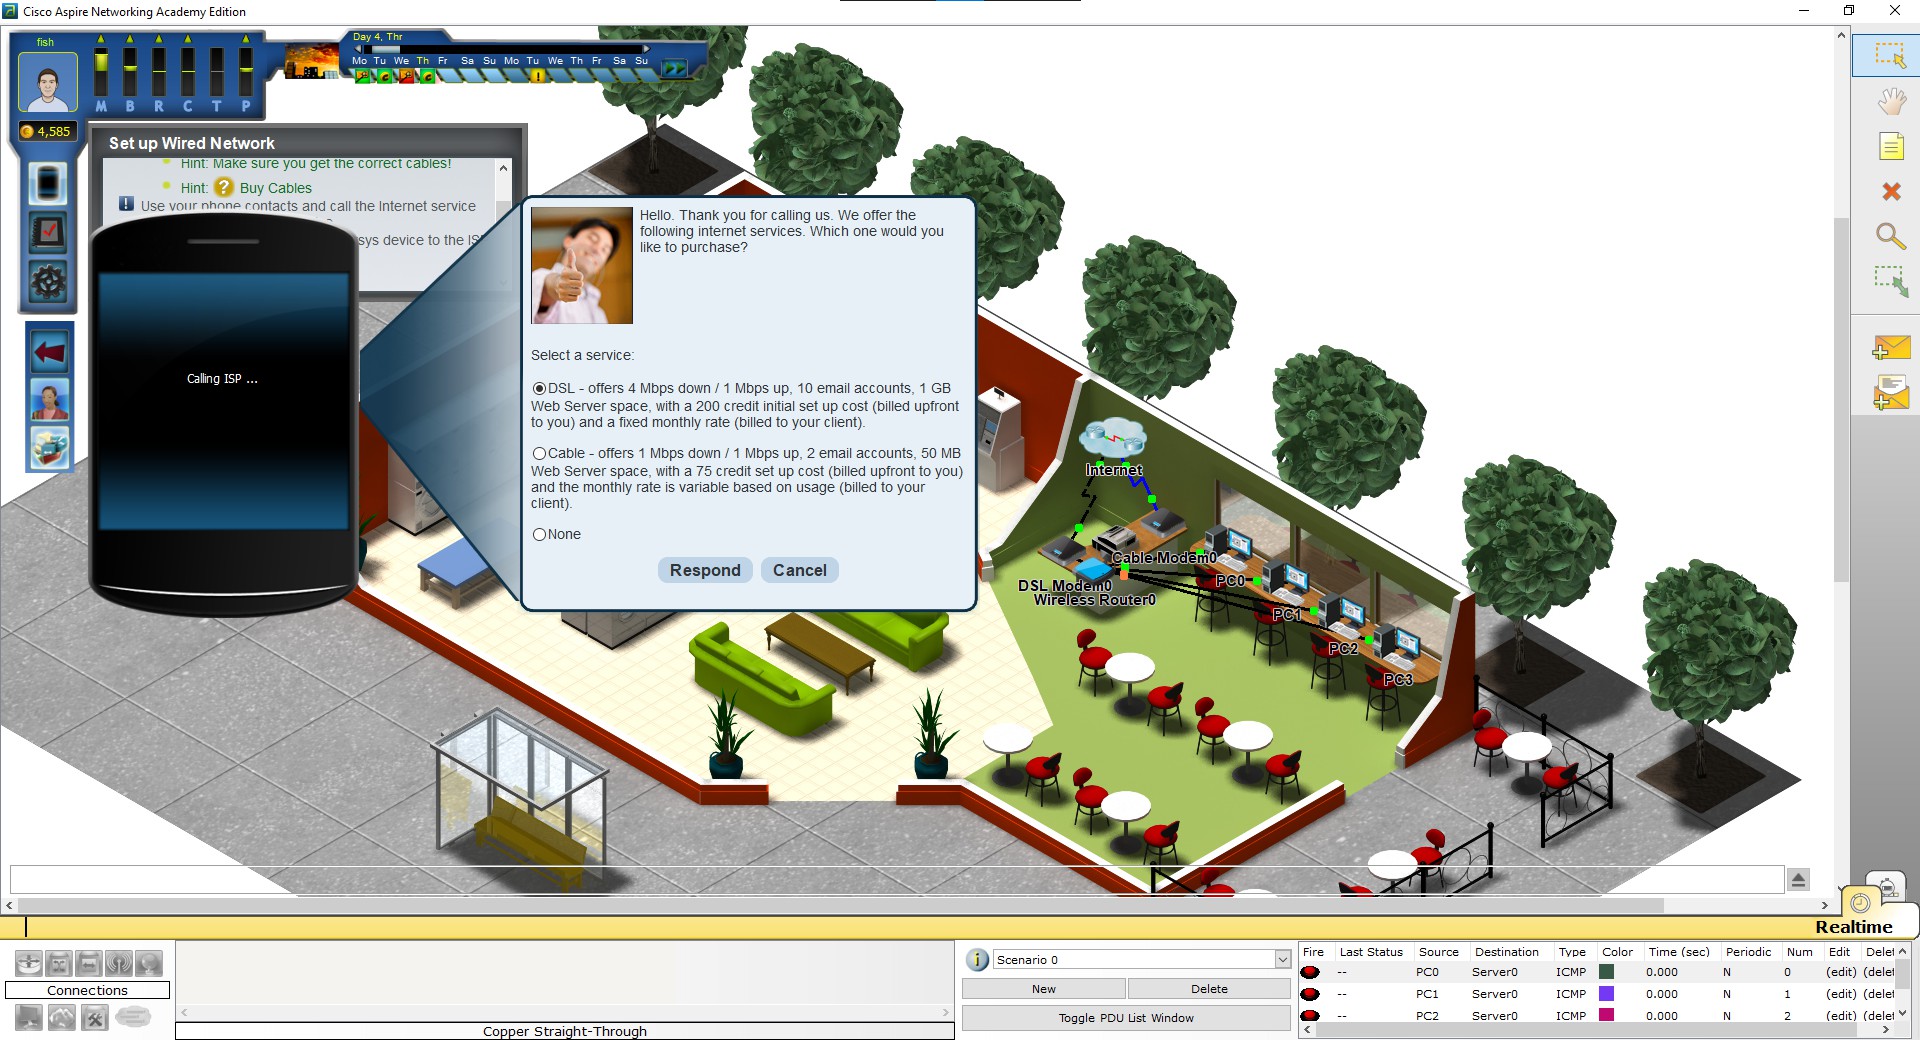 Cisco Aspire Networking Academy Edition
fish
Day 4, Thr
Mo Tu We Th Fr Sa Su Mo Tu We Th Fr Sa Su
M B R C T P
4,585
Set up Wired Network
Hint: Make sure you get the correct cables!
Hint: ? Buy Cables
Use your phone contacts and call the Internet service
sys device to the IS
Calling ISP ...
Hello. Thank you for calling us. We offer the
following internet services. Which one would you
like to purchase?
Select a service:
DSL - offers 4 Mbps down / 1 Mbps up, 10 email accounts, 1 GB
Web Server space, with a 200 credit initial set up cost (billed upfront
to you) and a fixed monthly rate (billed to your client).
Cable - offers 1 Mbps down / 1 Mbps up, 2 email accounts, 50 MB
Web Server space, with a 75 credit set up cost (billed upfront to you)
and the monthly rate is variable based on usage (billed to your
client).
None
Respond Cancel
Internet
Cable Modem0
DSL Modem0
Wireless Router0
PC0
PC1
PC2
PC3
Realtime
Connections
Copper Straight-Through
Scenario 0
New Delete
Toggle PDU List Window
Fire Last Status Source Destination Type Color Time (sec) Periodic Num Edit Delet
-- PC0 Server0 ICMP 0.000 N 0 (edit) (delet
-- PC1 Server0 ICMP 0.000 N 1 (edit) (delet
-- PC2 Server0 ICMP 0.000 N 2 (edit) (delet